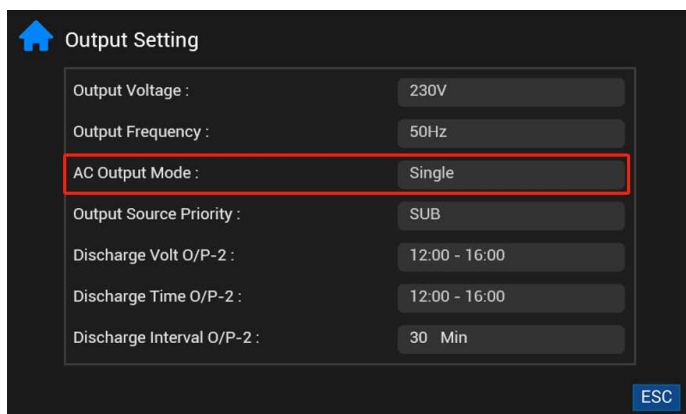 Output Setting
Output Voltage : 230V
Output Frequency : 50Hz
AC Output Mode : Single
Output Source Priority : SUB
Discharge Volt O/P-2 : 12:00 - 16:00
Discharge Time O/P-2 : 12:00 - 16:00
Discharge Interval O/P-2 : 30 Min
ESC